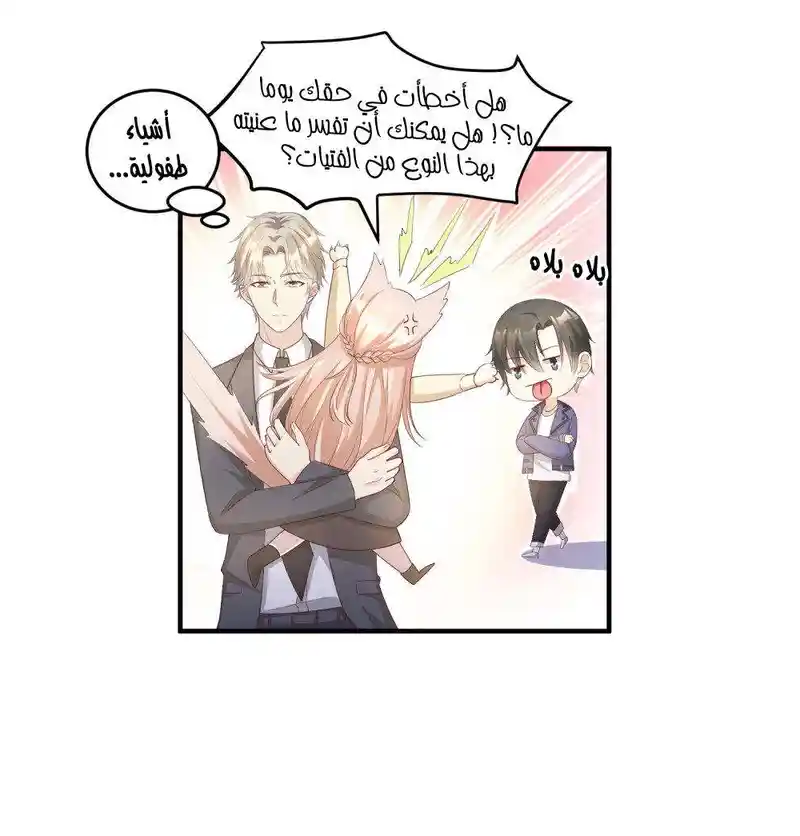 هل أخطأت في حقك يوما
ما؟! هل يمكنك أن تفسر ما عنيته
بهذا النوع من الفتيات؟
أشياء
طفولية...
بلاه بلاه